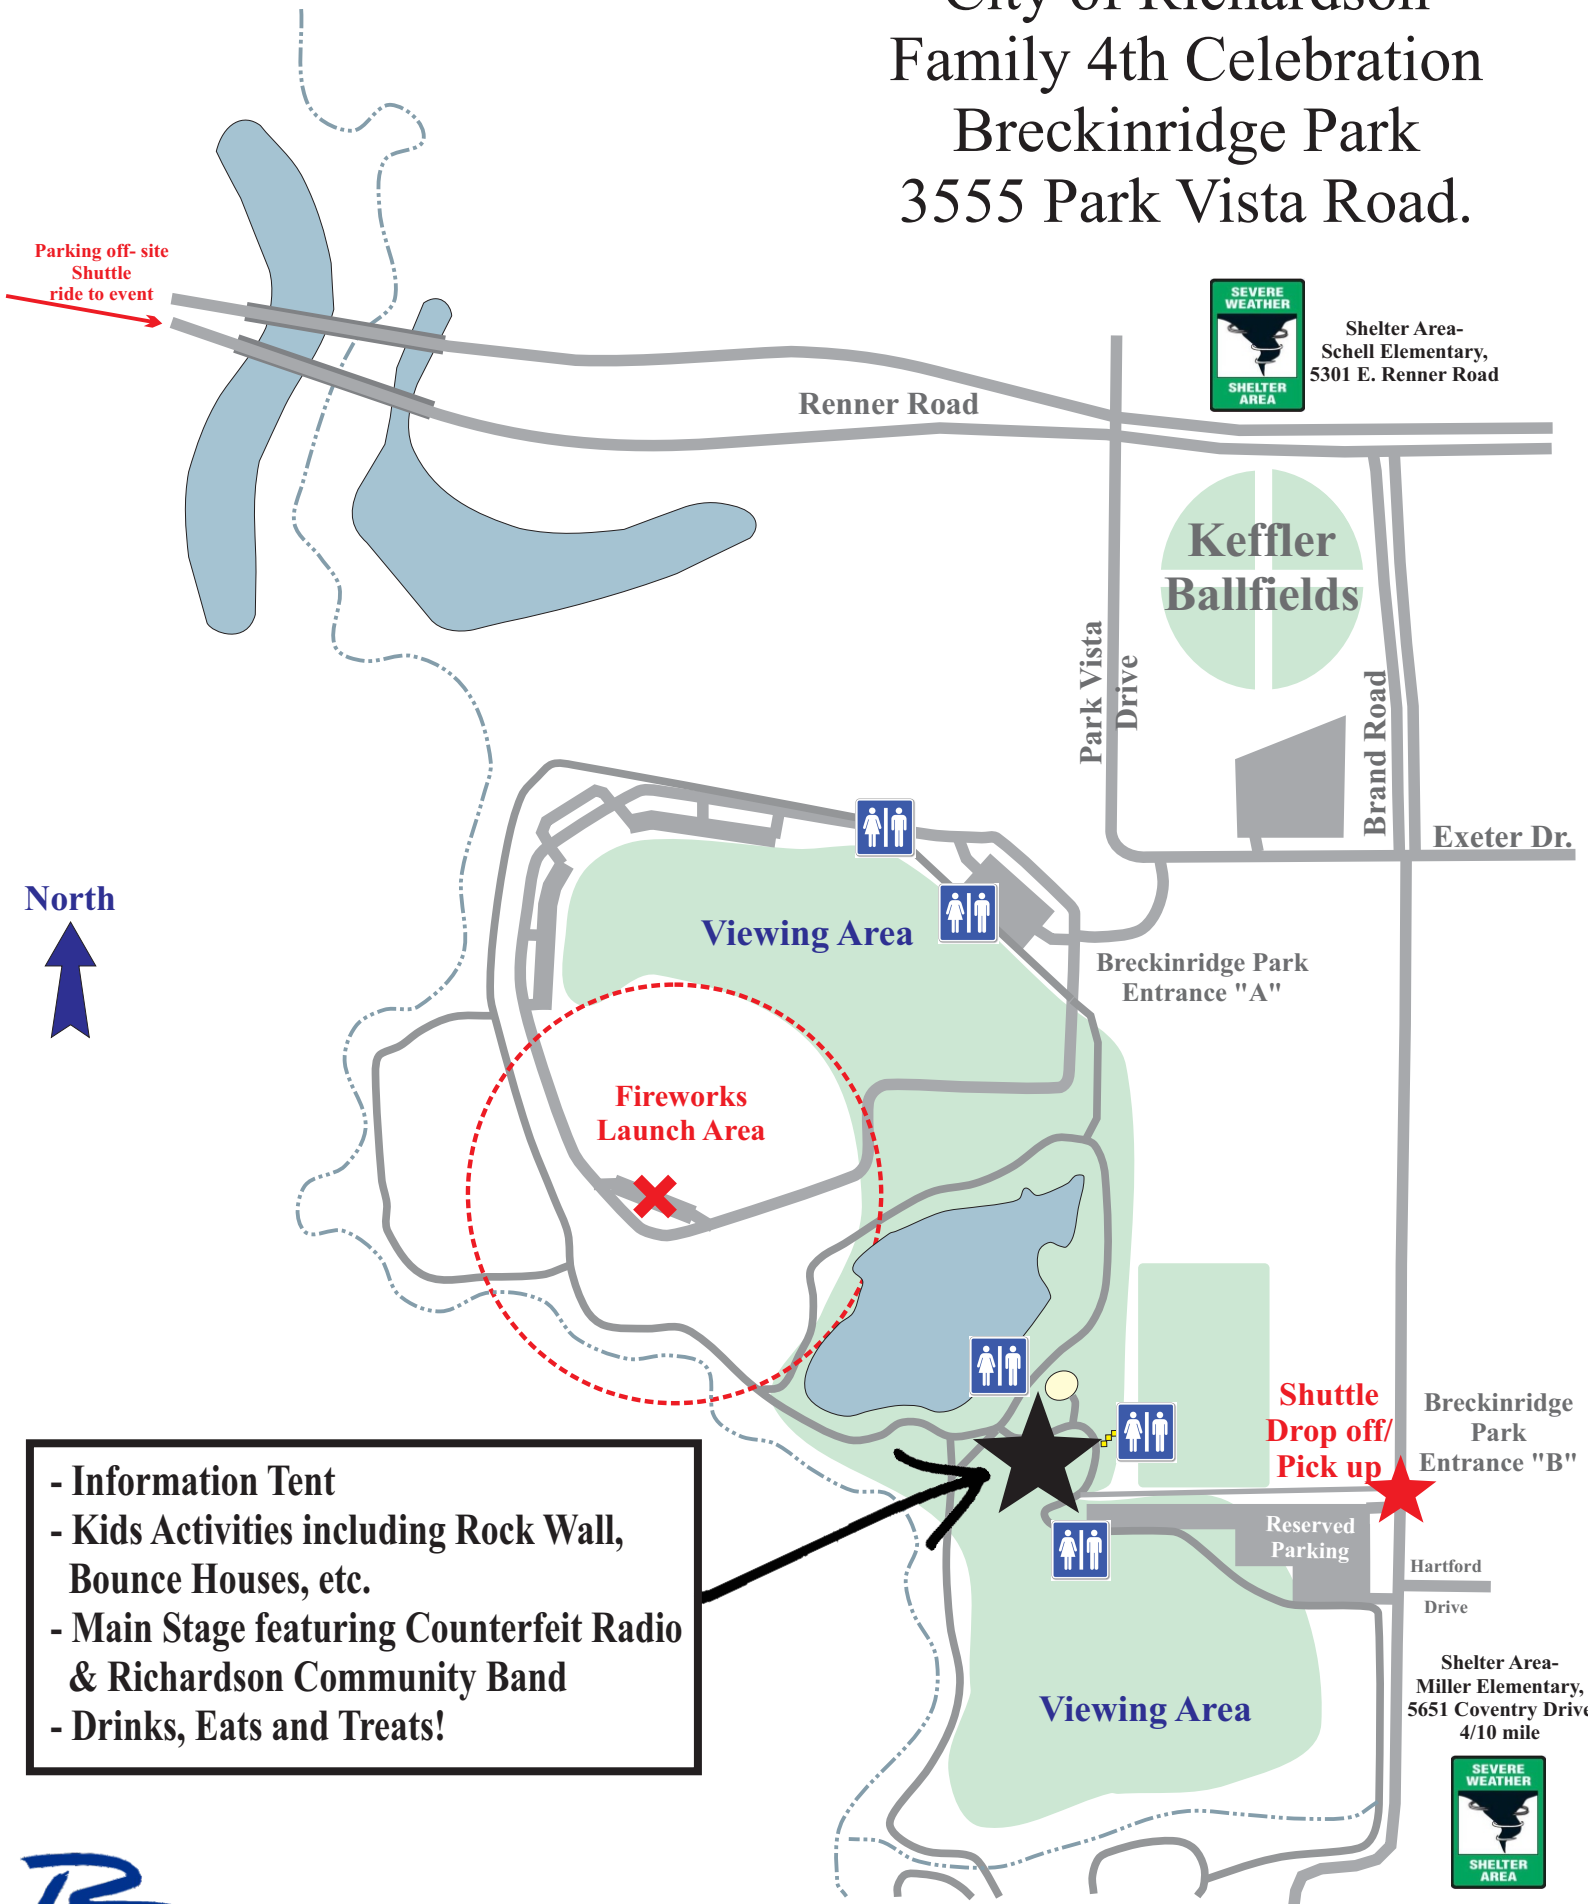 City of Richardson
Family 4th Celebration
Breckinridge Park
3555 Park Vista Road.
Parking off- site
Shuttle
ride to event
SEVERE
WEATHER
SHELTER
AREA
Shelter Area-
Schell Elementary,
5301 E. Renner Road
Renner Road
Keffler
Ballfields
Park Vista
Drive
Brand Road
Exeter Dr.
North
Viewing Area
Breckinridge Park
Entrance "A"
Fireworks
Launch Area
Shuttle
Drop off/
Pick up
Breckinridge
Park
Entrance "B"
- Information Tent
- Kids Activities including Rock Wall,
Bounce Houses, etc.
- Main Stage featuring Counterfeit Radio
& Richardson Community Band
- Drinks, Eats and Treats!
Reserved
Parking
Hartford
Drive
Viewing Area
Shelter Area-
Miller Elementary,
5651 Coventry Drive
4/10 mile
SEVERE
WEATHER
SHELTER
AREA